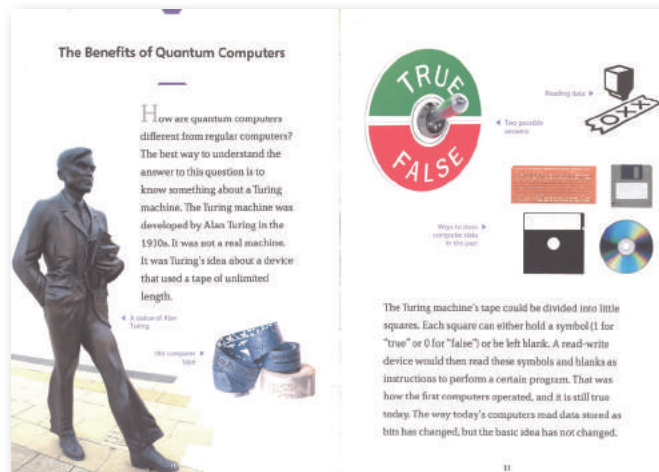 The Benefits of Quantum Computers
How are quantum computers
different from regular computers?
The best way to understand the
answer to this question is to
know something about a Turing
machine. The Turing machine was
developed by Alan Turing in the
1930s. It was not a real machine.
It was Turing's idea about a device
that used a tape of unlimited
length.
A statue of Alan
Turing
Old computer
tape
TRUE
FALSE
Reading data
OXX
Two possible
answers
Ways to store
computer data
in the past
The Turing machine's tape could be divided into little
squares. Each square can either hold a symbol (1 for
"true" or 0 for "false") or be left blank. A read-write
device would then read these symbols and blanks as
instructions to perform a certain program. That was
how the first computers operated, and it is still true
today. The way today's computers read data stored as
bits has changed, but the basic idea has not changed.
11